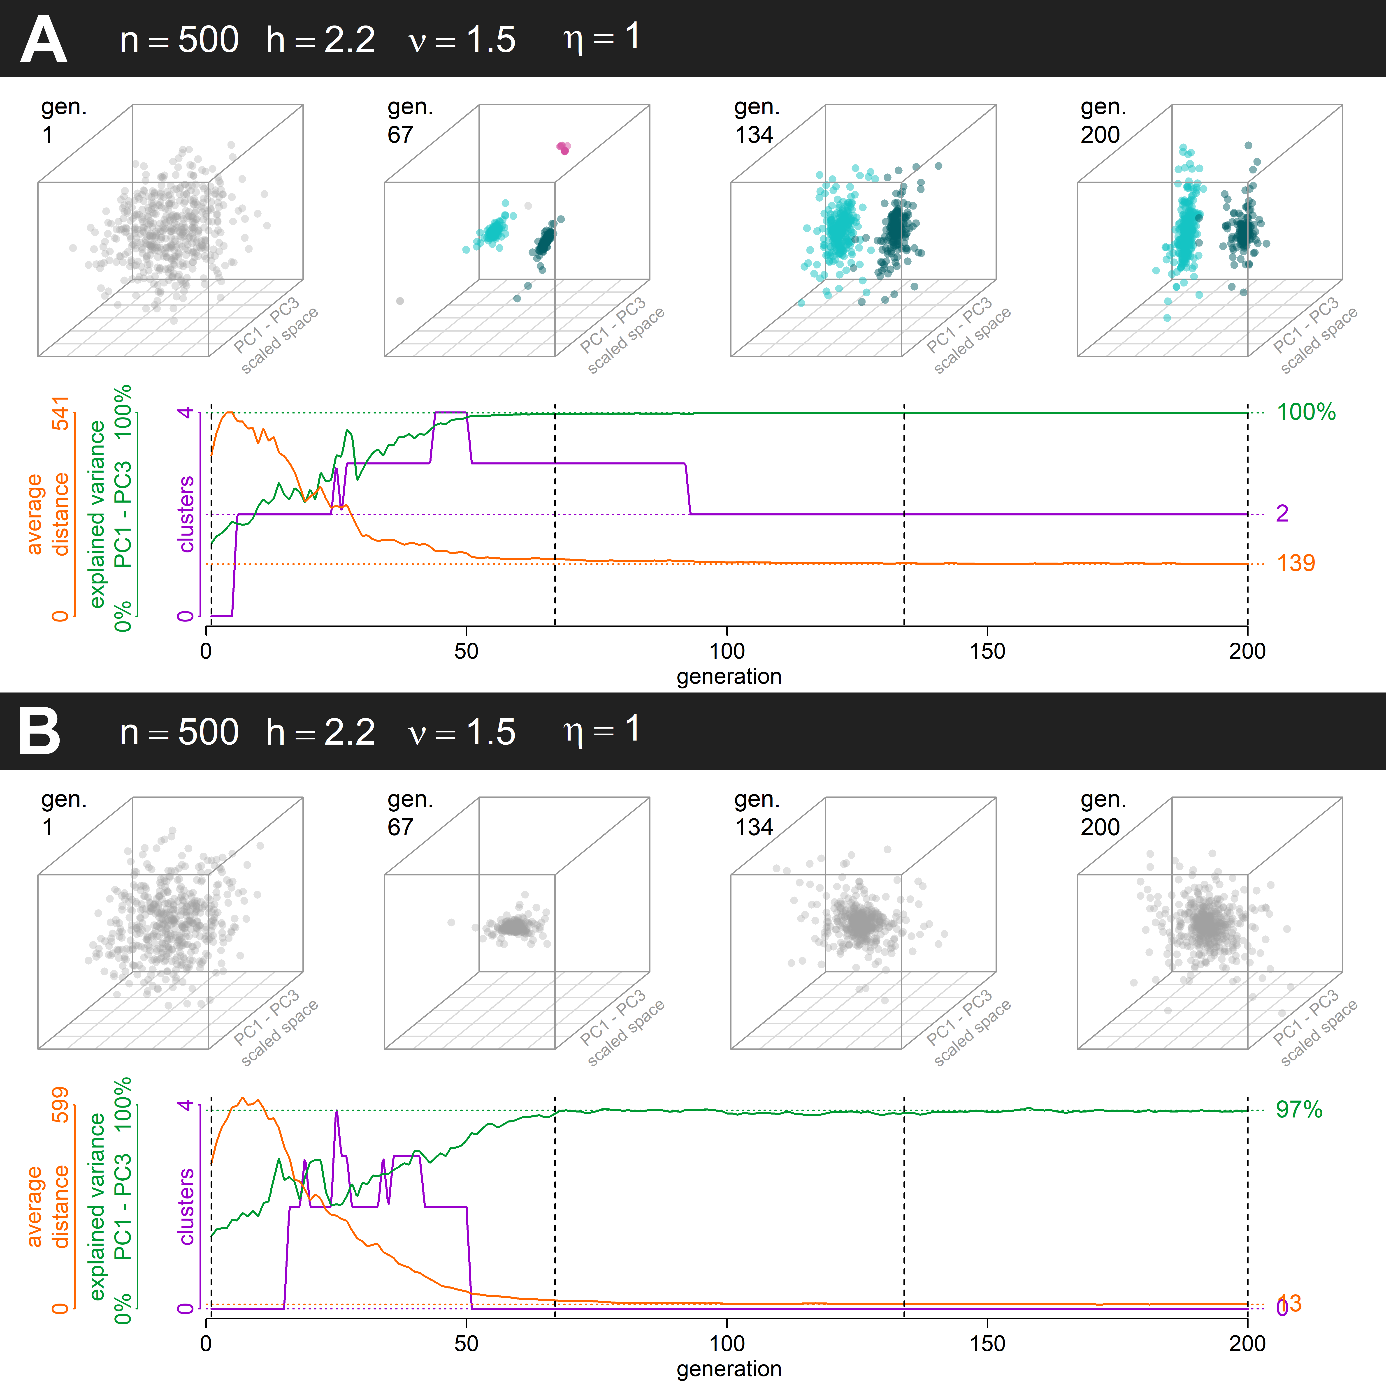 A n = 500 h = 2.2 ν = 1.5 η = 1
gen. 1
gen. 67
gen. 134
gen. 200
PC1 - PC3 scaled space
PC1 - PC3 scaled space
PC1 - PC3 scaled space
PC1 - PC3 scaled space
average distance
0 541
explained variance PC1 - PC3
0% 100%
clusters
0 4
100%
2
139
0 50 100 150 200
generation
B n = 500 h = 2.2 ν = 1.5 η = 1
gen. 1
gen. 67
gen. 134
gen. 200
PC1 - PC3 scaled space
PC1 - PC3 scaled space
PC1 - PC3 scaled space
PC1 - PC3 scaled space
average distance
0 599
explained variance PC1 - PC3
0% 100%
clusters
0 4
97%
13
0
0 50 100 150 200
generation